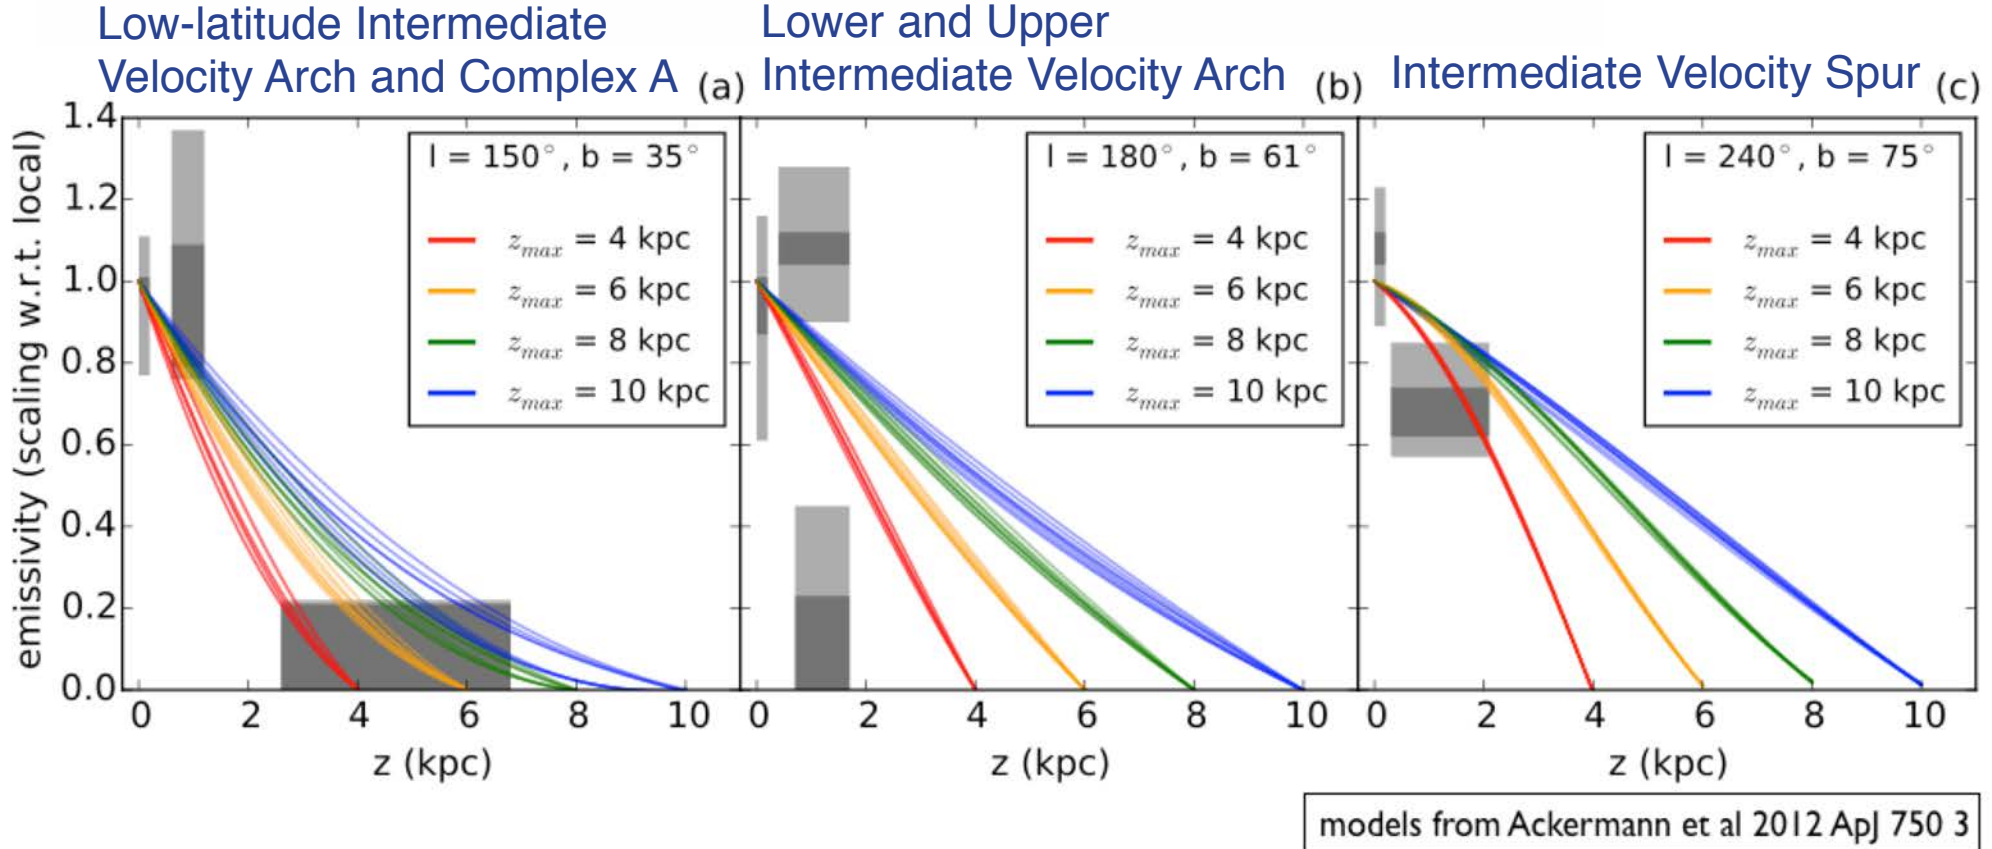 Low-latitude Intermediate
Velocity Arch and Complex A
(a)
Lower and Upper
Intermediate Velocity Arch
(b)
Intermediate Velocity Spur
(c)
emissivity (scaling w.r.t. local)
1.4
1.2
1.0
0.8
0.6
0.4
0.2
0.0
l = 150°, b = 35°
z_max = 4 kpc
z_max = 6 kpc
z_max = 8 kpc
z_max = 10 kpc
0 2 4 6 8 10
z (kpc)
l = 180°, b = 61°
z_max = 4 kpc
z_max = 6 kpc
z_max = 8 kpc
z_max = 10 kpc
0 2 4 6 8 10
z (kpc)
l = 240°, b = 75°
z_max = 4 kpc
z_max = 6 kpc
z_max = 8 kpc
z_max = 10 kpc
0 2 4 6 8 10
z (kpc)
models from Ackermann et al 2012 ApJ 750 3